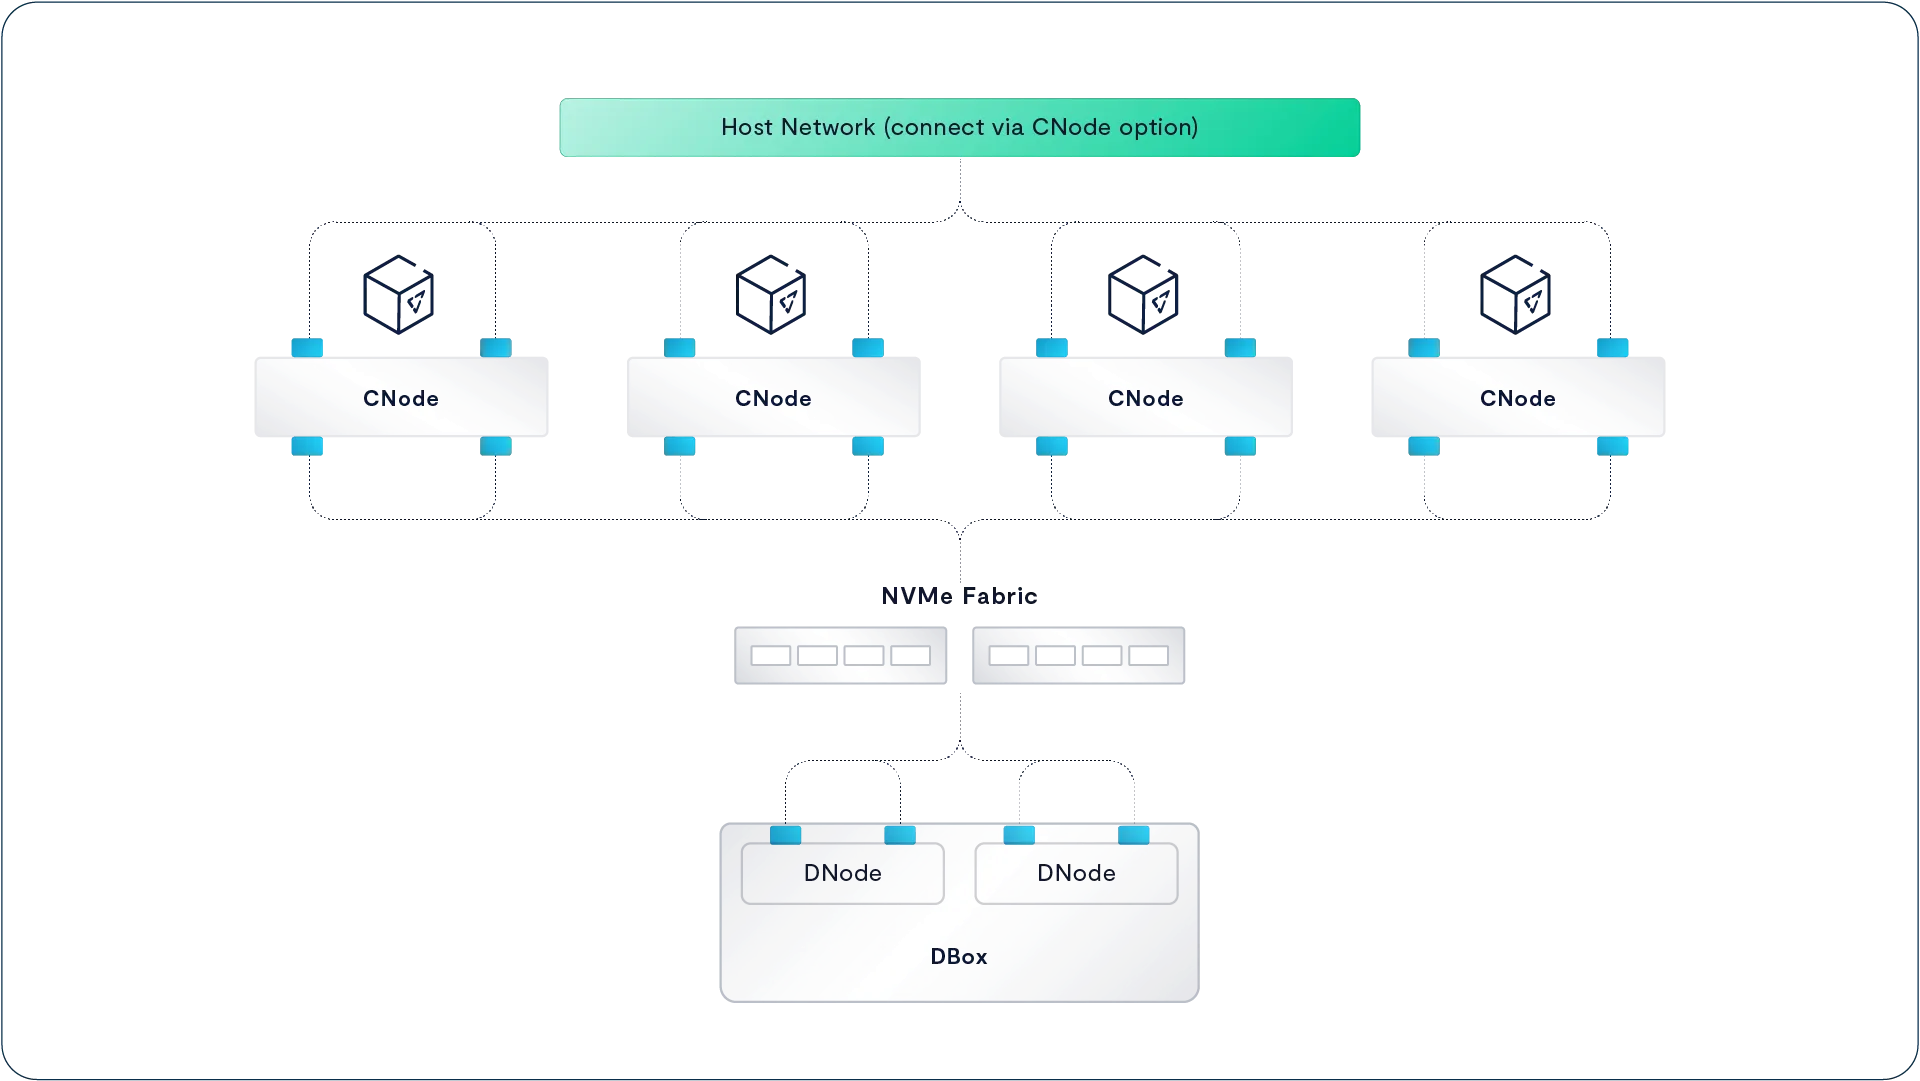 Host Network (connect via CNode option)
CNode
CNode
CNode
CNode
NVMe Fabric
DNode
DNode
DBox